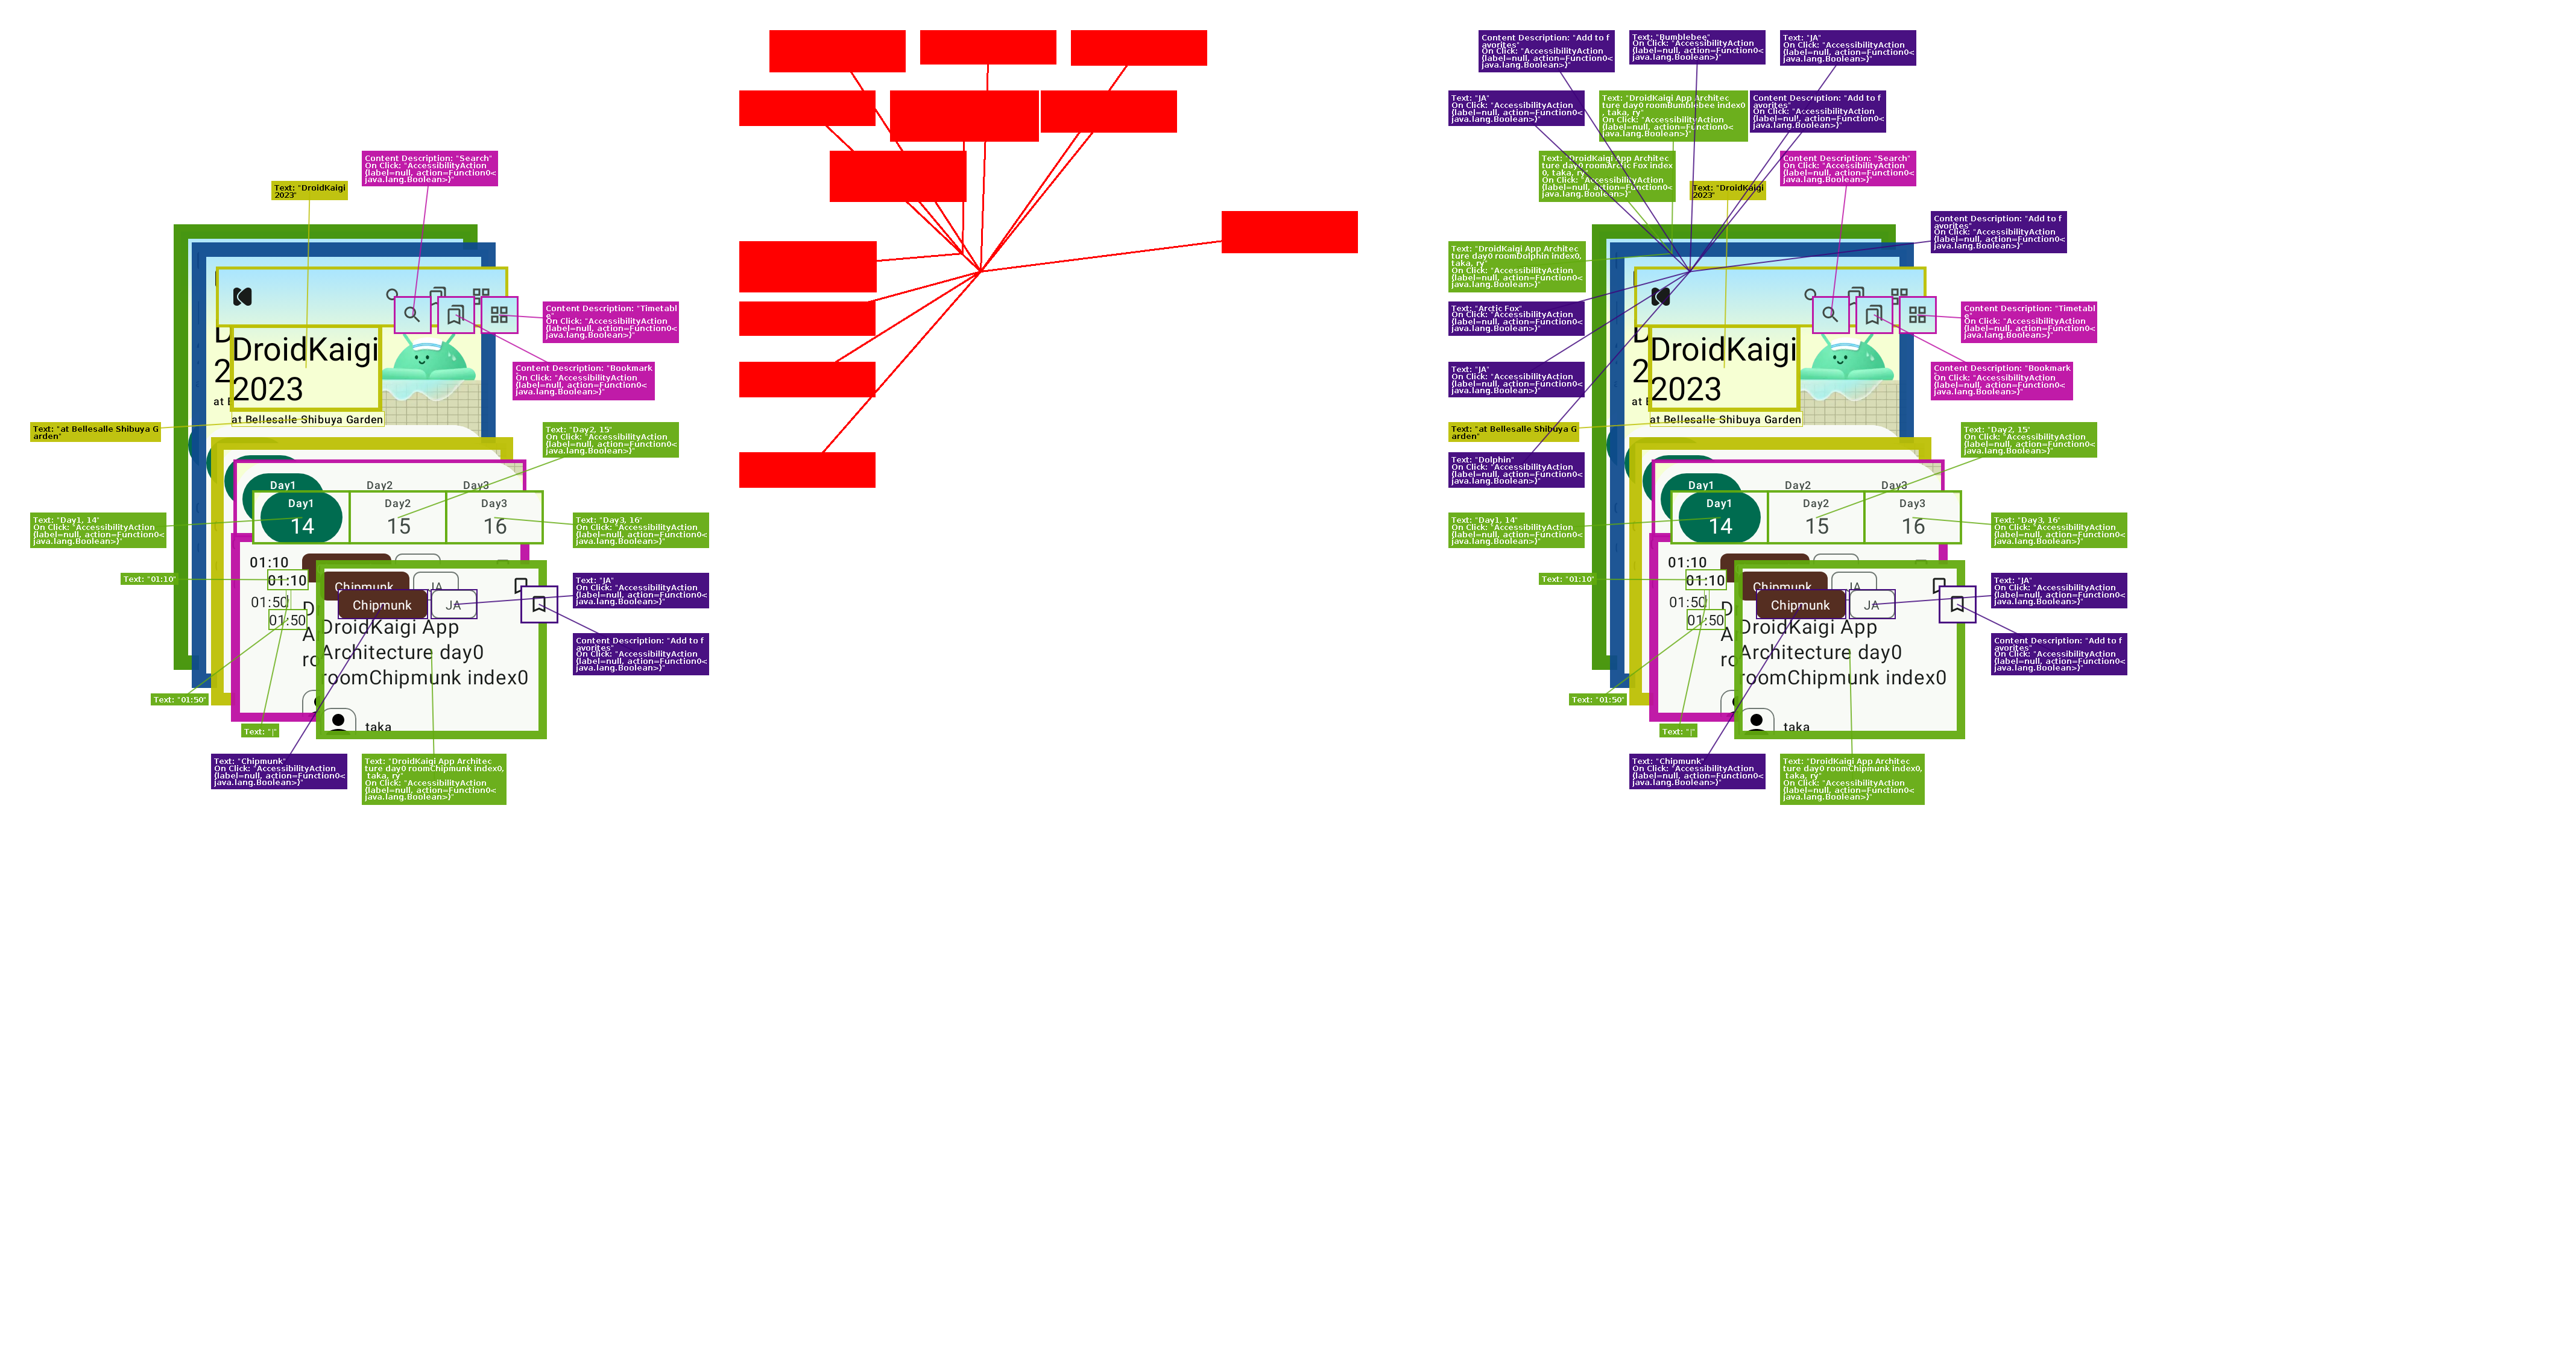 Content Description: "Search"
On Click: "AccessibilityAction
(label=null, action=Function0<
java.lang.Boolean>)"
Text: "DroidKaigi
2023"
DroidKaigi
2023
at Bellesalle Shibuya Garden
Content Description: "Timetabl
e"
On Click: "AccessibilityAction
(label=null, action=Function0<
java.lang.Boolean>)"
Content Description: "Bookmark
"
On Click: "AccessibilityAction
(label=null, action=Function0<
java.lang.Boolean>)"
Text: "at Bellesalle Shibuya G
arden"
Text: "Day2, 15"
On Click: "AccessibilityAction
(label=null, action=Function0<
java.lang.Boolean>)"
Day1 Day2 Day3
Day1 Day2 Day3
14 15 16
Text: "Day1, 14"
On Click: "AccessibilityAction
(label=null, action=Function0<
java.lang.Boolean>)"
Text: "Day3, 16"
On Click: "AccessibilityAction
(label=null, action=Function0<
java.lang.Boolean>)"
01:10
Text: "01:10"
01:10
Chipmunk JA
Chipmunk JA
01:50
01:50
DroidKaigi App
Architecture day0
roomChipmunk index0
taka
Text: "JA"
On Click: "AccessibilityAction
(label=null, action=Function0<
java.lang.Boolean>)"
Content Description: "Add to f
avorites"
On Click: "AccessibilityAction
(label=null, action=Function0<
java.lang.Boolean>)"
Text: "01:50"
Text: "|"
Text: "Chipmunk"
On Click: "AccessibilityAction
(label=null, action=Function0<
java.lang.Boolean>)"
Text: "DroidKaigi App Architec
ture day0 roomChipmunk index0,
taka, ry"
On Click: "AccessibilityAction
(label=null, action=Function0<
java.lang.Boolean>)"
Content Description: "Add to f
avorites"
On Click: "AccessibilityAction
(label=null, action=Function0<
java.lang.Boolean>)"
Text: "Bumblebee"
On Click: "AccessibilityAction
(label=null, action=Function0<
java.lang.Boolean>)"
Text: "JA"
On Click: "AccessibilityAction
(label=null, action=Function0<
java.lang.Boolean>)"
Text: "JA"
On Click: "AccessibilityAction
(label=null, action=Function0<
java.lang.Boolean>)"
Text: "DroidKaigi App Architec
ture day0 roomBumblebee index0
, taka, ry"
On Click: "AccessibilityAction
(label=null, action=Function0<
java.lang.Boolean>)"
Content Description: "Add to f
avorites"
On Click: "AccessibilityAction
(label=null, action=Function0<
java.lang.Boolean>)"
Text: "DroidKaigi App Architec
ture day0 roomArctic Fox index
0, taka, ry"
On Click: "AccessibilityAction
(label=null, action=Function0<
java.lang.Boolean>)"
Content Description: "Search"
On Click: "AccessibilityAction
(label=null, action=Function0<
java.lang.Boolean>)"
Text: "DroidKaigi
2023"
Content Description: "Add to f
avorites"
On Click: "AccessibilityAction
(label=null, action=Function0<
java.lang.Boolean>)"
Text: "DroidKaigi App Architec
ture day0 roomDolphin index0,
taka, ry"
On Click: "AccessibilityAction
(label=null, action=Function0<
java.lang.Boolean>)"
Text: "Arctic Fox"
On Click: "AccessibilityAction
(label=null, action=Function0<
java.lang.Boolean>)"
Content Description: "Timetabl
e"
On Click: "AccessibilityAction
(label=null, action=Function0<
java.lang.Boolean>)"
DroidKaigi
2023
at Bellesalle Shibuya Garden
Text: "JA"
On Click: "AccessibilityAction
(label=null, action=Function0<
java.lang.Boolean>)"
Content Description: "Bookmark
"
On Click: "AccessibilityAction
(label=null, action=Function0<
java.lang.Boolean>)"
Text: "at Bellesalle Shibuya G
arden"
Text: "Day2, 15"
On Click: "AccessibilityAction
(label=null, action=Function0<
java.lang.Boolean>)"
Text: "Dolphin"
On Click: "AccessibilityAction
(label=null, action=Function0<
java.lang.Boolean>)"
Day1 Day2 Day3
Day1 Day2 Day3
14 15 16
Text: "Day1, 14"
On Click: "AccessibilityAction
(label=null, action=Function0<
java.lang.Boolean>)"
Text: "Day3, 16"
On Click: "AccessibilityAction
(label=null, action=Function0<
java.lang.Boolean>)"
01:10
Text: "01:10"
01:10
Chipmunk JA
Chipmunk JA
01:50
01:50
DroidKaigi App
Architecture day0
roomChipmunk index0
taka
Text: "JA"
On Click: "AccessibilityAction
(label=null, action=Function0<
java.lang.Boolean>)"
Content Description: "Add to f
avorites"
On Click: "AccessibilityAction
(label=null, action=Function0<
java.lang.Boolean>)"
Text: "01:50"
Text: "|"
Text: "Chipmunk"
On Click: "AccessibilityAction
(label=null, action=Function0<
java.lang.Boolean>)"
Text: "DroidKaigi App Architec
ture day0 roomChipmunk index0,
taka, ry"
On Click: "AccessibilityAction
(label=null, action=Function0<
java.lang.Boolean>)"